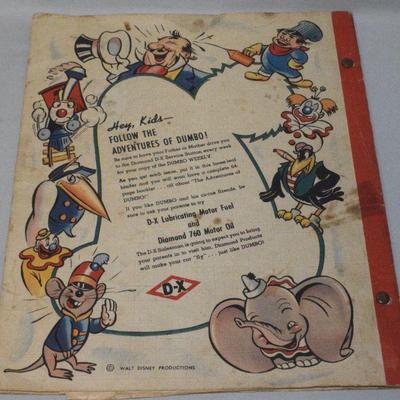 Hey, Kids—
FOLLOW THE
ADVENTURES OF DUMBO!
Be sure to have your Father or Mother drive you
to the Diamond D-X Service Station every week
for your copy of the DUMBO WEEKLY.
As you get each issue, put it in this loose-leaf
binder and you will soon have a complete 64
page booklet . . . all about "The Adventures of
DUMBO!"
If you like DUMBO and his circus friends, be
sure to ask your parents to try
D-X Lubricating Motor Fuel
and
Diamond 760 Motor Oil
The D-X Salesman is going to expect you to bring
your parents in to visit him. Diamond Products
will make your car "fly" . . . just like DUMBO!
D-X
© WALT DISNEY PRODUCTIONS